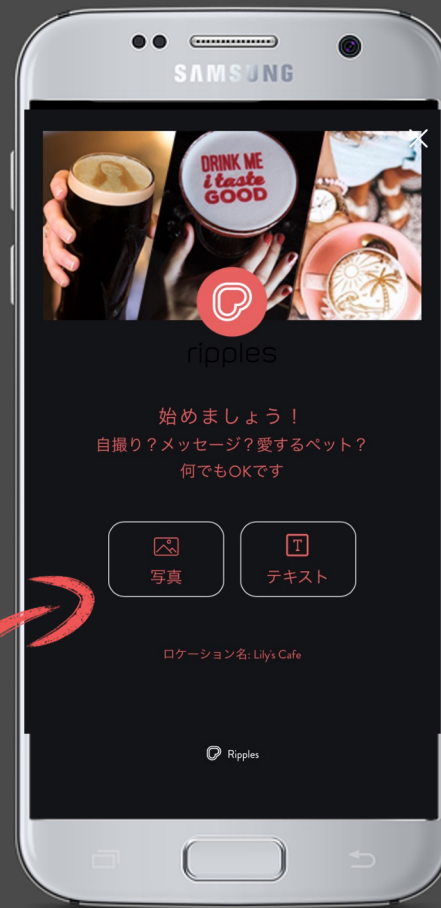 SAMSUNG
DRINK ME
i taste
GOOD
ripples
始めましょう！
自撮り？メッセージ？愛するペット？
何でもOKです
T
写真
テキスト
ロケーション名: Lily's Cafe
Ripples